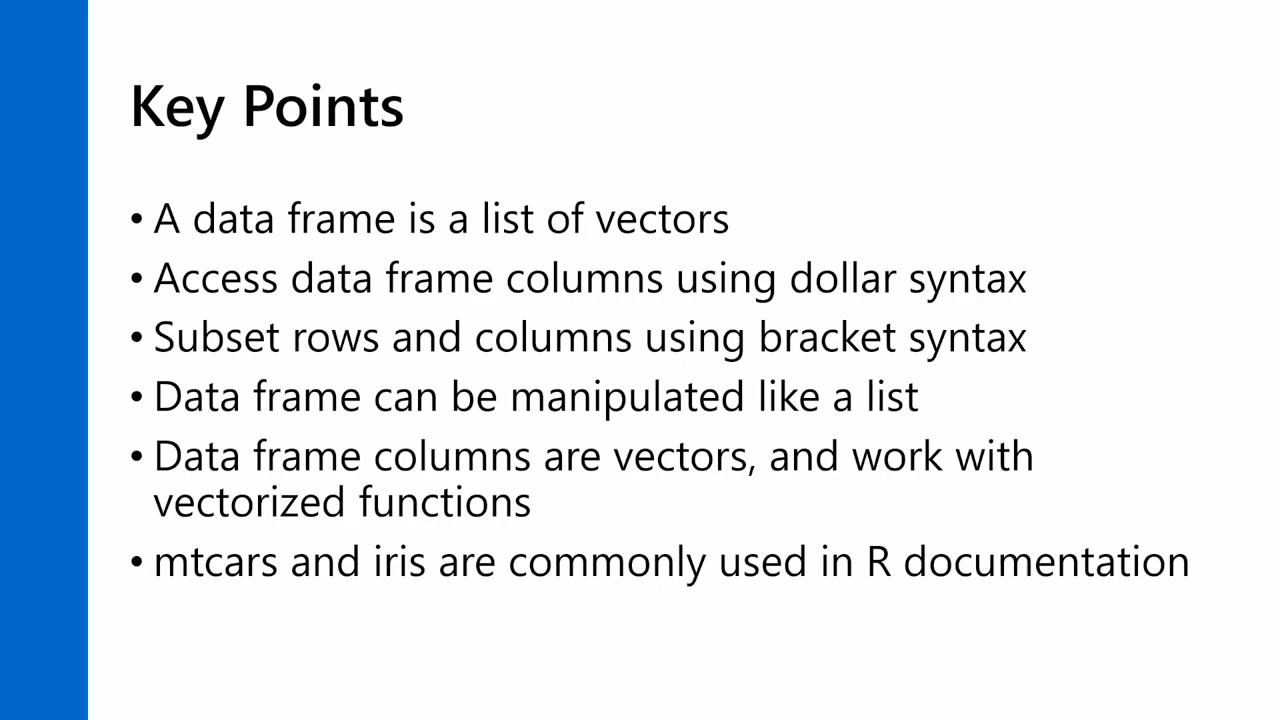 Key Points
• A data frame is a list of vectors
• Access data frame columns using dollar syntax
• Subset rows and columns using bracket syntax
• Data frame can be manipulated like a list
• Data frame columns are vectors, and work with
vectorized functions
• mtcars and iris are commonly used in R documentation